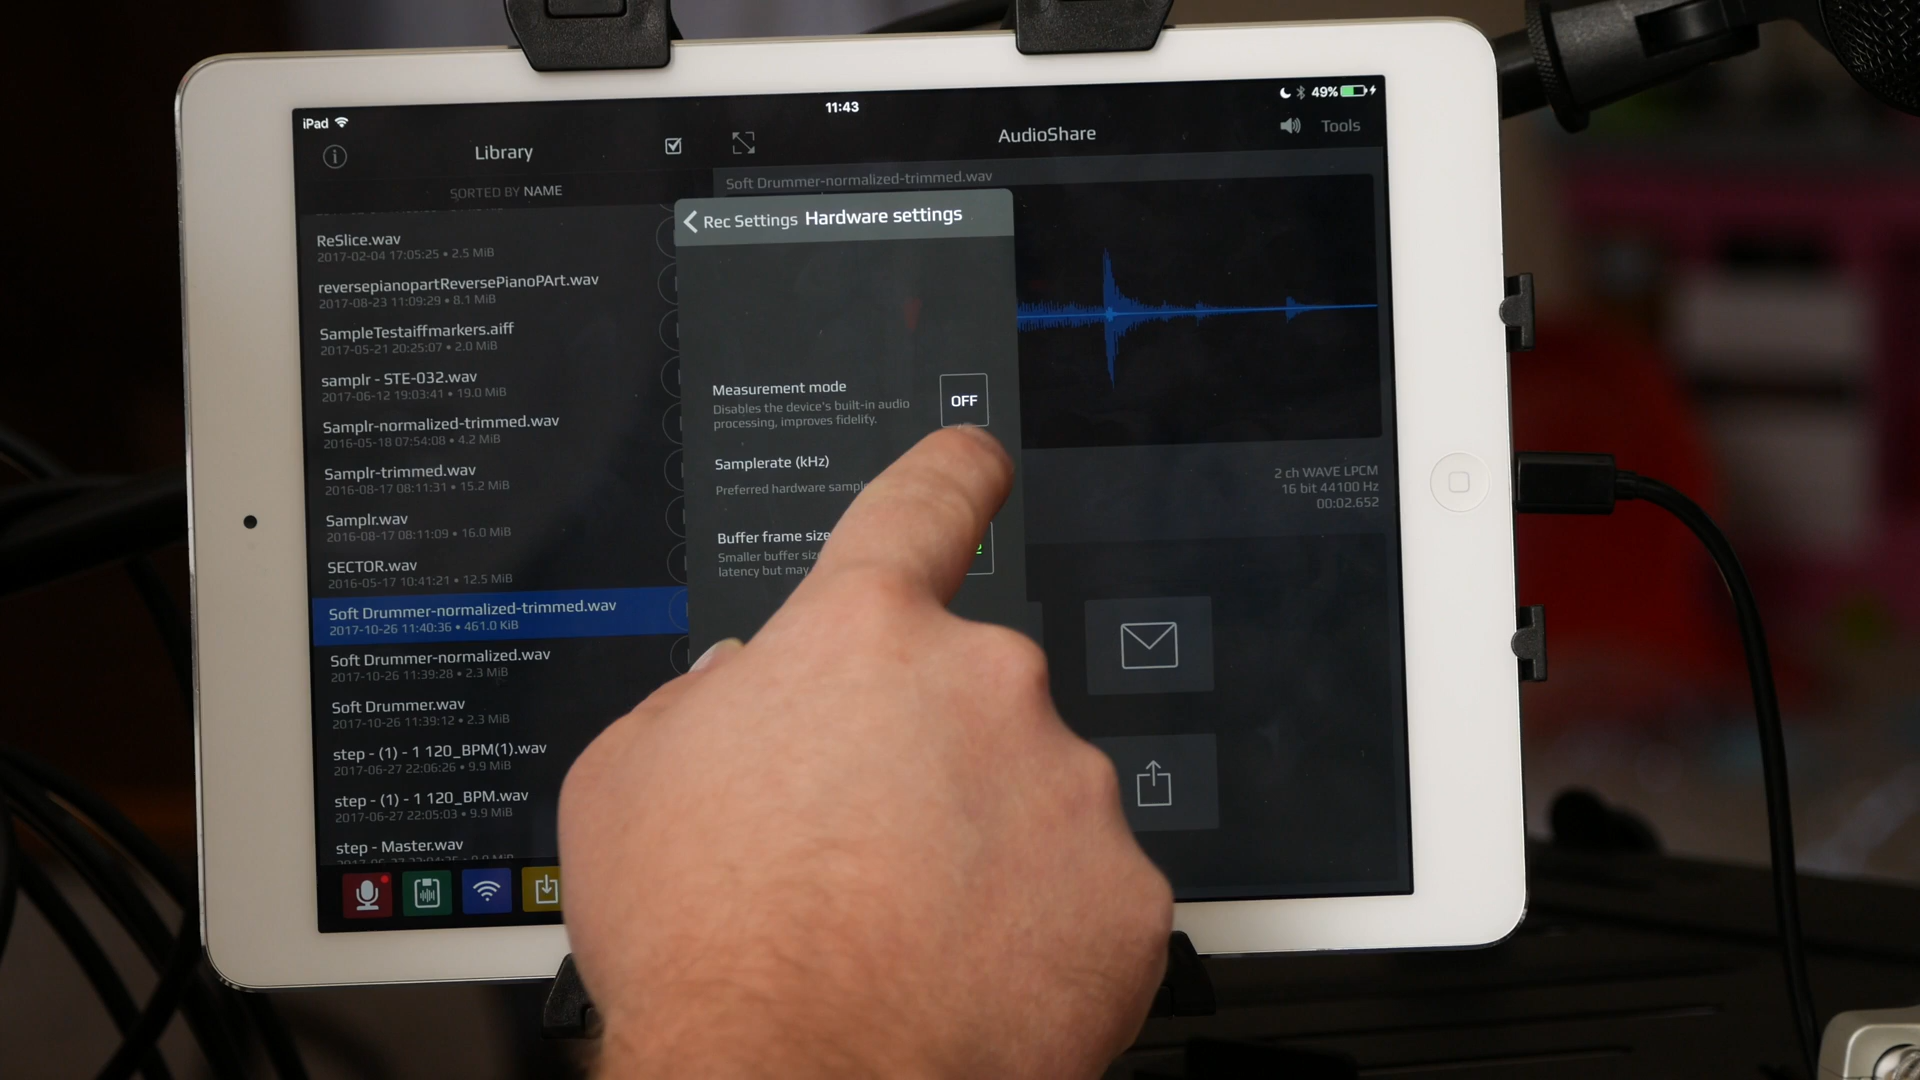 iPad
11:43
49%
Library
AudioShare
Tools
SORTED BY NAME
Soft Drummer-normalized-trimmed.wav
ReSlice.wav
2017-02-04 17:05:25 • 2.5 MiB
reversepianopartReversePianoPArt.wav
2017-08-23 11:09:29 • 8.1 MiB
SampleTestaiffmarkers.aiff
2017-05-21 20:25:07 • 2.0 MiB
samplr - STE-032.wav
2017-06-12 19:03:41 • 19.0 MiB
Samplr-normalized-trimmed.wav
2016-05-18 07:54:08 • 4.2 MiB
Samplr-trimmed.wav
2016-08-17 08:11:31 • 15.2 MiB
Samplr.wav
2016-08-17 08:11:09 • 16.0 MiB
SECTOR.wav
2016-05-17 10:41:21 • 12.5 MiB
Soft Drummer-normalized-trimmed.wav
2017-10-26 11:40:36 • 461.0 KiB
Soft Drummer-normalized.wav
2017-10-26 11:39:28 • 2.3 MiB
Soft Drummer.wav
2017-10-26 11:39:12 • 2.3 MiB
step - (1) - 1 120_BPM(1).wav
2017-06-27 22:06:26 • 9.9 MiB
step - (1) - 1 120_BPM.wav
2017-06-27 22:05:03 • 9.9 MiB
step - Master.wav
Rec Settings Hardware settings
Measurement mode
OFF
Disables the device's built-in audio
processing, improves fidelity.
Samplerate (kHz)
Preferred hardware
Buffer frame size
Smaller buffer
latency but may
2 ch WAVE LPCM
16 bit 44100 Hz
00:02.652